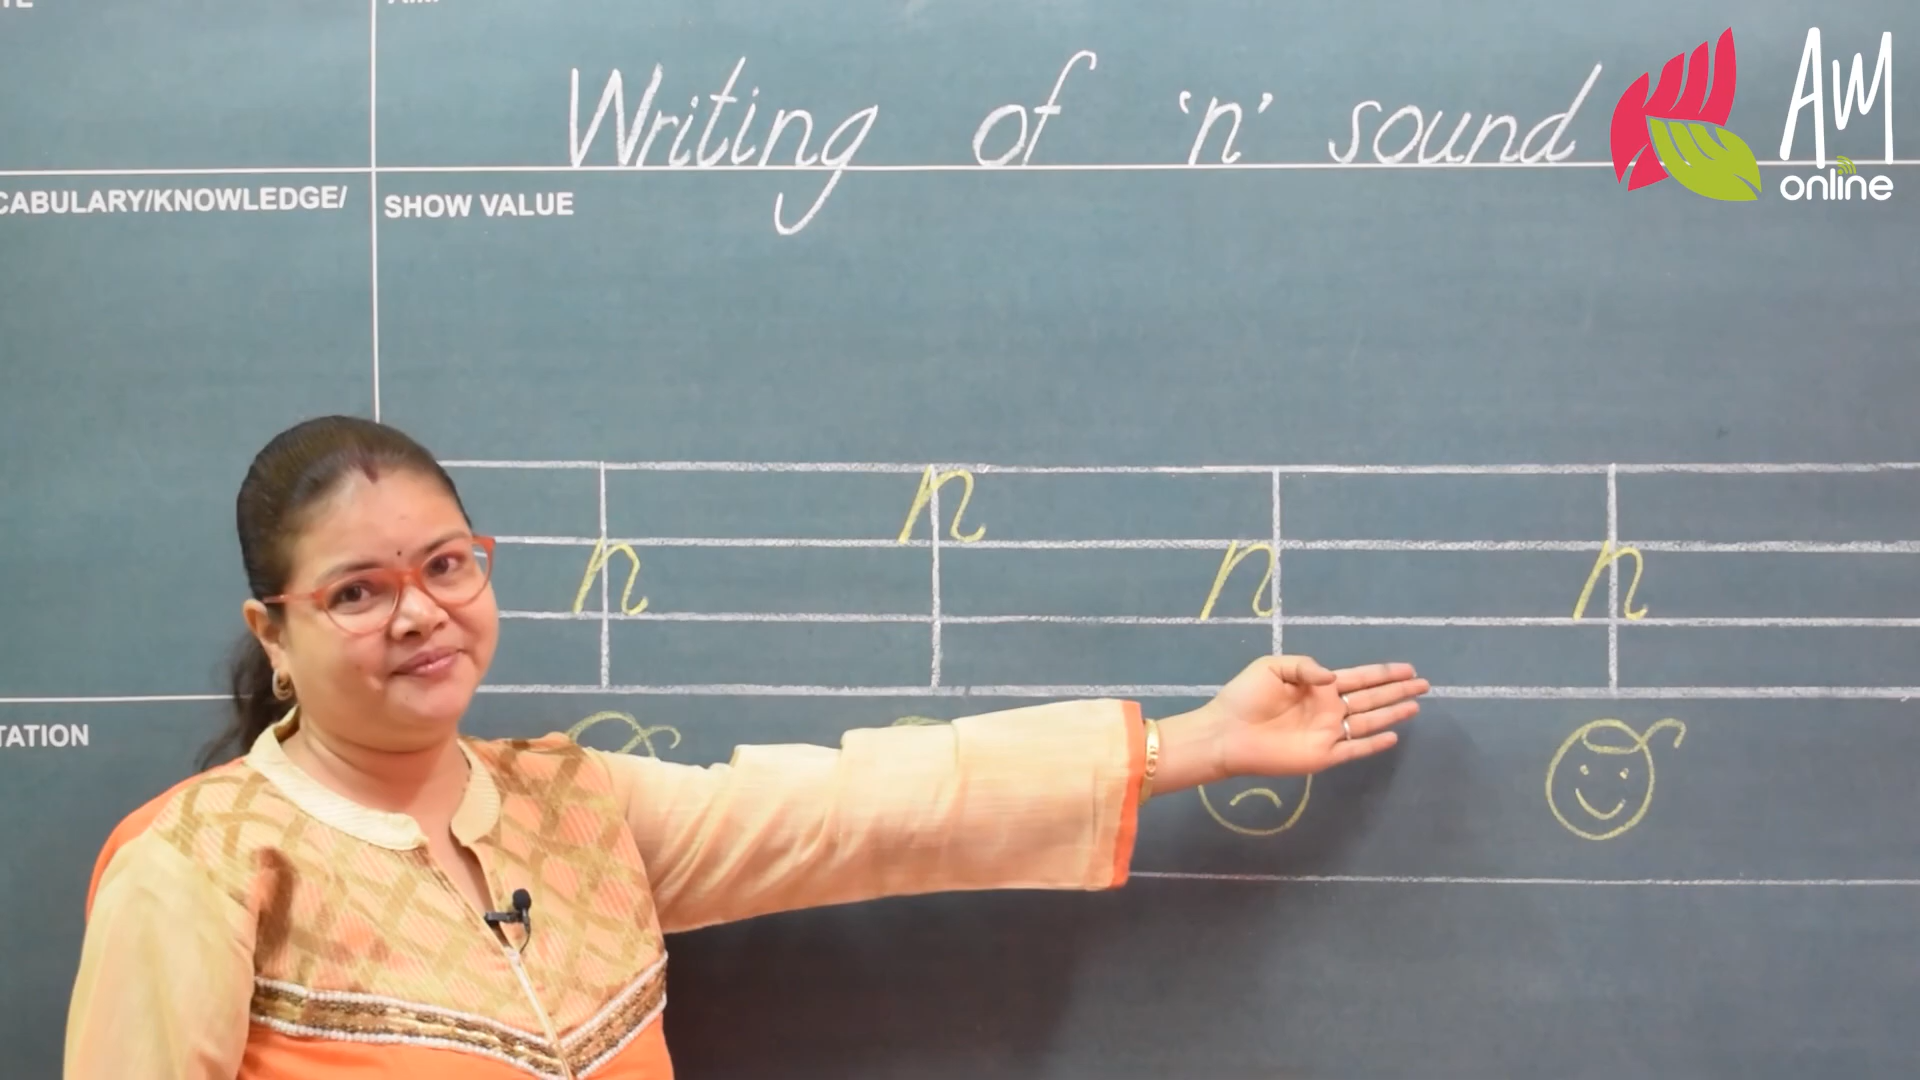 Writing of 'n' sound
AM
online
CABULARY/KNOWLEDGE/
SHOW VALUE
n n n n
TATION